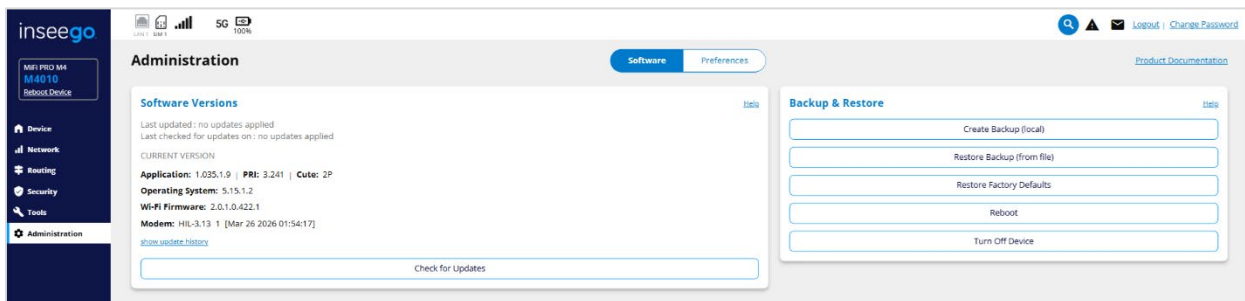 inseego
LAN 1 SIM 1 5G 100%
Logout | Change Password
MiFi PRO M4
M4010
Reboot Device
Device
Network
Routing
Security
Tools
Administration
Administration
Software Preferences
Product Documentation
Software Versions
Help
Last updated : no updates applied
Last checked for updates on : no updates applied
CURRENT VERSION
Application: 1.035.1.9 | PRI: 3.241 | Cute: 2P
Operating System: 5.15.1.2
Wi-Fi Firmware: 2.0.1.0.422.1
Modem: HIL-3.13 1 [Mar 26 2026 01:54:17]
show update history
Check for Updates
Backup & Restore
Help
Create Backup (local)
Restore Backup (from file)
Restore Factory Defaults
Reboot
Turn Off Device